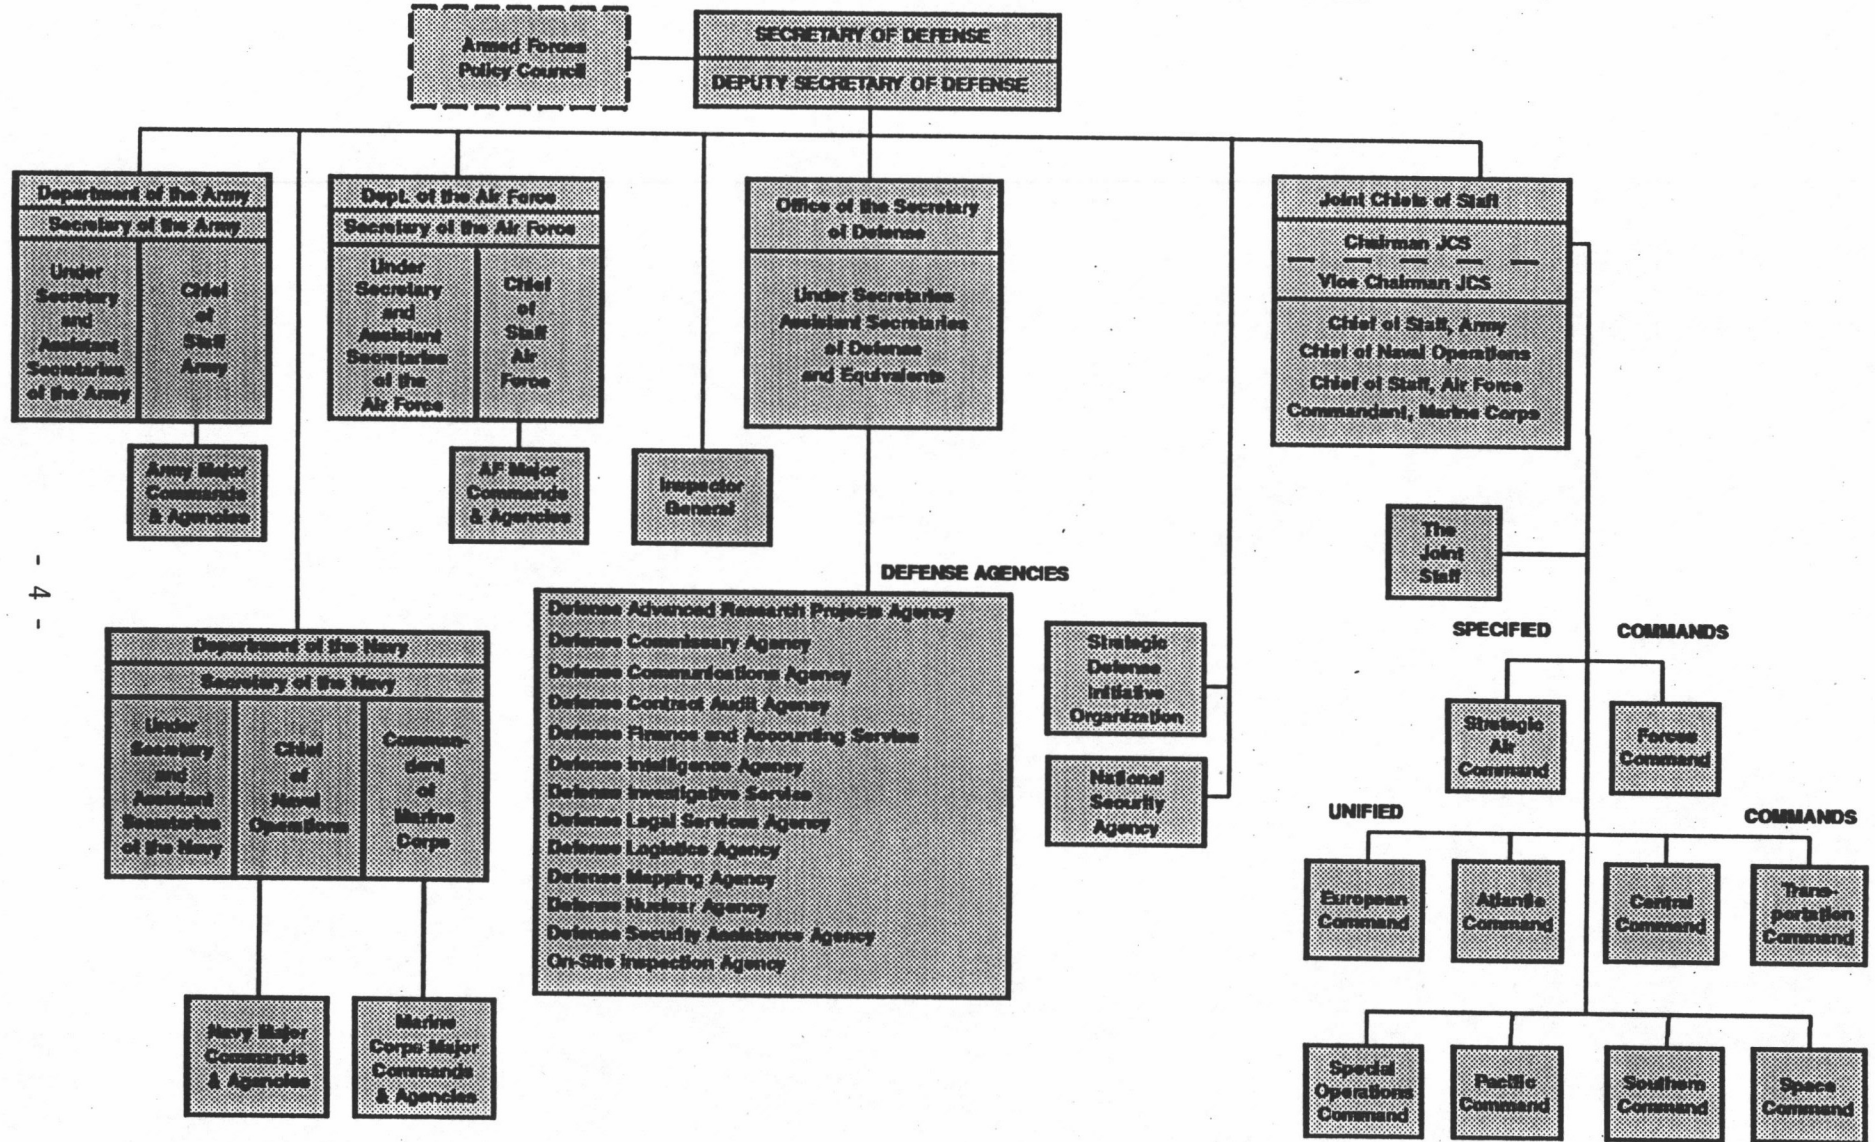 Armed Forces
Policy Council
SECRETARY OF DEFENSE
DEPUTY SECRETARY OF DEFENSE
Department of the Army
Secretary of the Army
Under
Secretary
and
Assistant
Secretaries
of the Army
Chief
of
Staff
Army
Army Major
Commands
& Agencies
Dept. of the Air Force
Secretary of the Air Force
Under
Secretary
and
Assistant
Secretaries
of the
Air Force
Chief
of
Staff
Air
Force
AF Major
Commands
& Agencies
Inspector
General
Office of the Secretary
of Defense
Under Secretaries
Assistant Secretaries
of Defense
and Equivalents
Joint Chiefs of Staff
Chairman JCS
Vice Chairman JCS
Chief of Staff, Army
Chief of Naval Operations
Chief of Staff, Air Force
Commandant, Marine Corps
The
Joint
Staff
- 4 -
Department of the Navy
Secretary of the Navy
Under
Secretary
and
Assistant
Secretaries
of the Navy
Chief
of
Naval
Operations
Comman-
dant
of
Marine
Corps
Navy Major
Commands
& Agencies
Marine
Corps Major
Commands
& Agencies
DEFENSE AGENCIES
Defense Advanced Research Projects Agency
Defense Commissary Agency
Defense Communications Agency
Defense Contract Audit Agency
Defense Finance and Accounting Service
Defense Intelligence Agency
Defense Investigative Service
Defense Legal Services Agency
Defense Logistics Agency
Defense Mapping Agency
Defense Nuclear Agency
Defense Security Assistance Agency
On-Site Inspection Agency
Strategic
Defense
Initiative
Organization
National
Security
Agency
SPECIFIED COMMANDS
Strategic
Air
Command
Forces
Command
UNIFIED COMMANDS
European
Command
Atlantic
Command
Central
Command
Trans-
portation
Command
Special
Operations
Command
Pacific
Command
Southern
Command
Space
Command